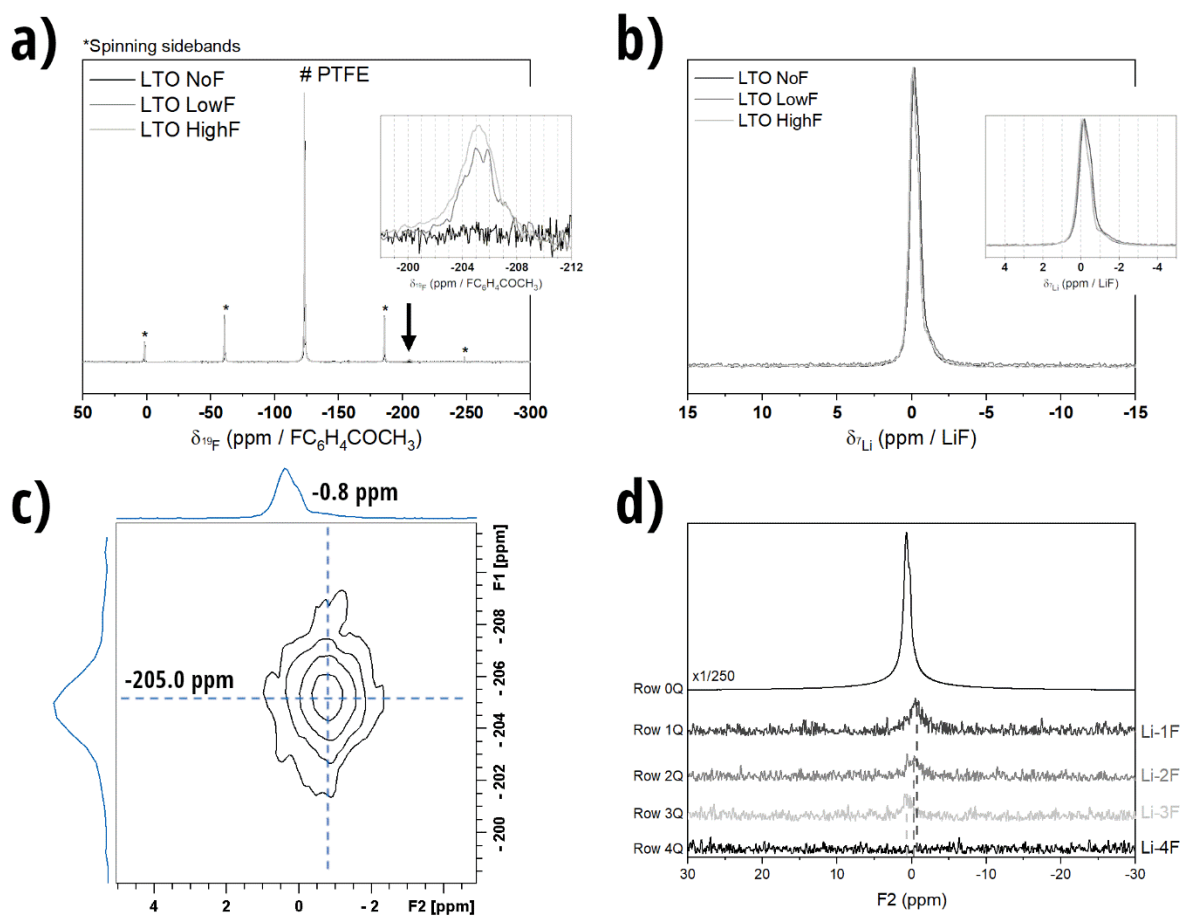 a)
*Spinning sidebands
LTO NoF
LTO LowF
LTO HighF
# PTFE
-200 -204 -208 -212
δ¹⁹F (ppm / FC₆H₄COCH₃)
* * * *
50 0 -50 -100 -150 -200 -250 -300
δ¹⁹F (ppm / FC₆H₄COCH₃)
b)
LTO NoF
LTO LowF
LTO HighF
4 2 0 -2 -4
δ⁷Li (ppm / LiF)
15 10 5 0 -5 -10 -15
δ⁷Li (ppm / LiF)
c)
-0.8 ppm
-205.0 ppm
F1 [ppm]
- 208
- 206
- 204
- 202
- 200
4 2 0 - 2 F2 [ppm]
d)
x1/250
Row 0Q
Row 1Q Li-1F
Row 2Q Li-2F
Row 3Q Li-3F
Row 4Q Li-4F
30 20 10 0 -10 -20 -30
F2 (ppm)